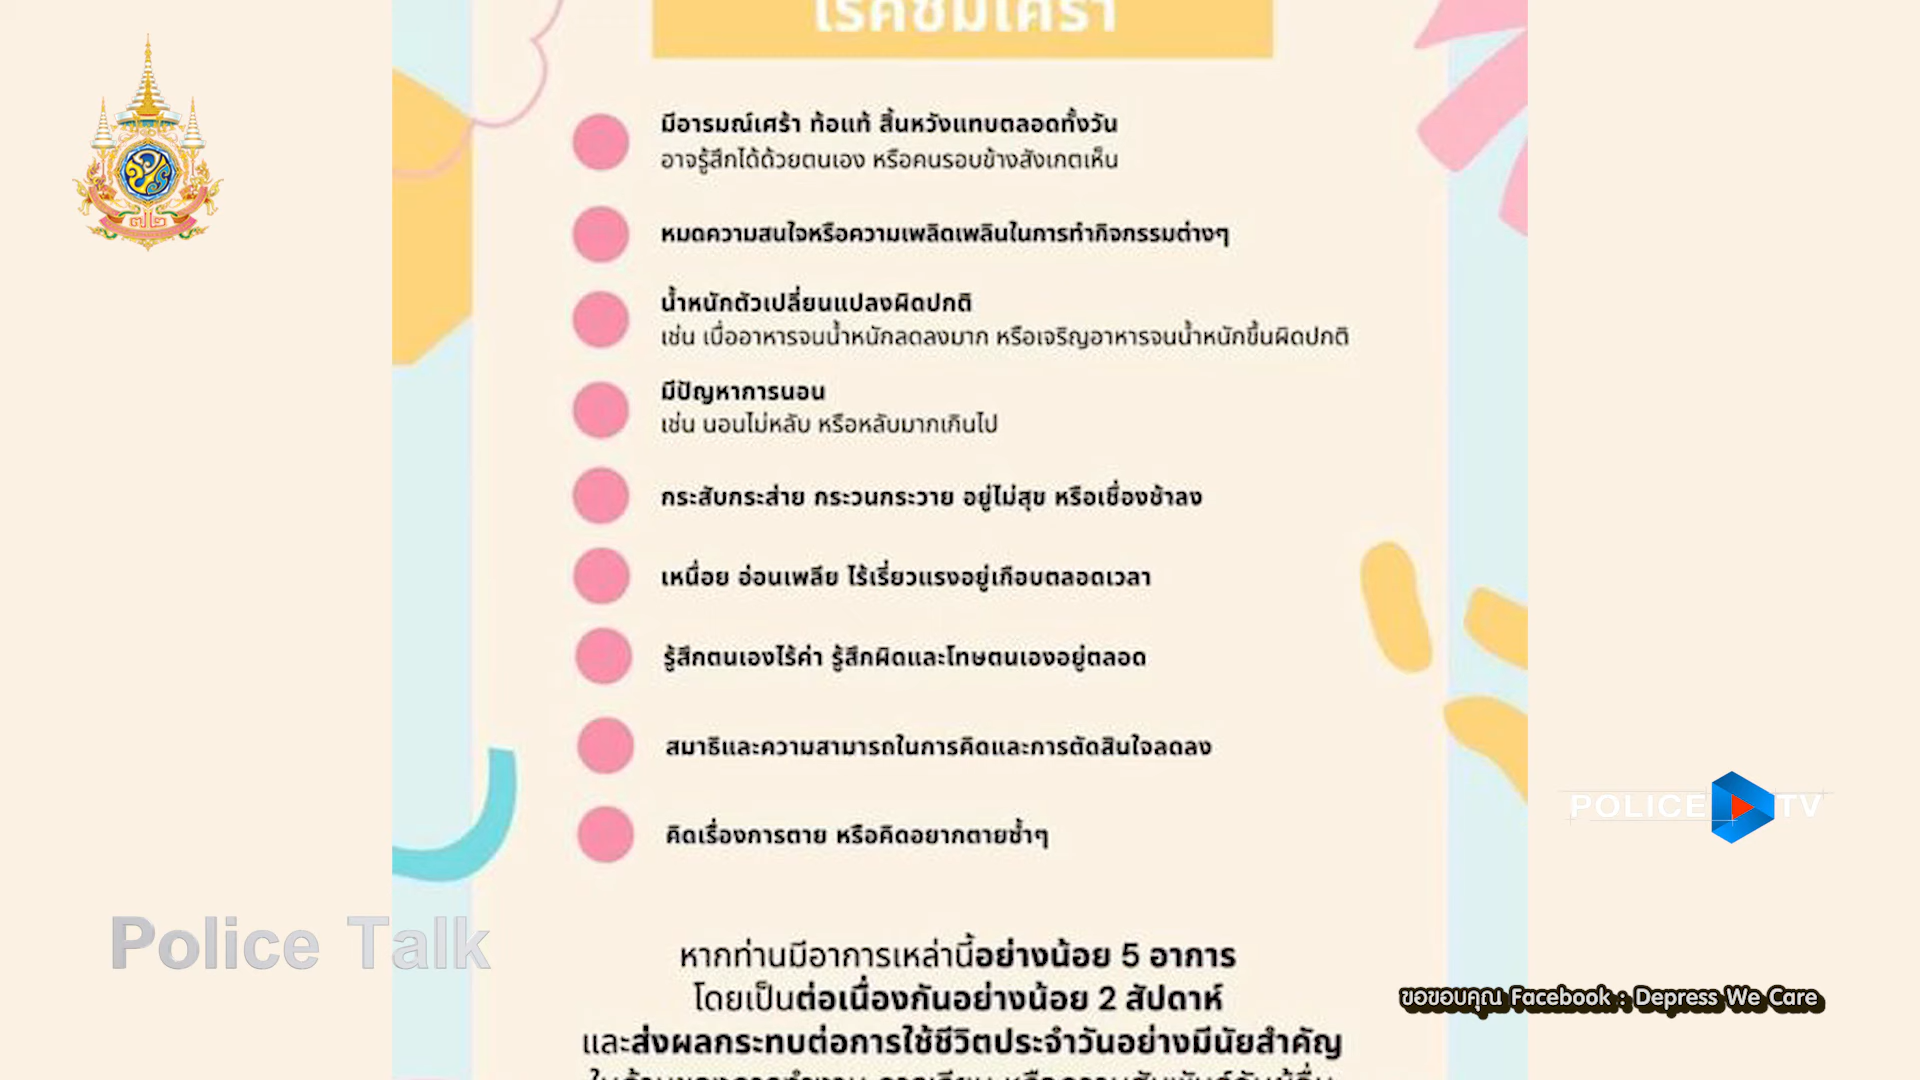 โรคซึมเศร้า
มีอารมณ์เศร้า ท้อแท้ สิ้นหวังแทบตลอดทั้งวัน
อาจรู้สึกได้ด้วยตนเอง หรือคนรอบข้างสังเกตเห็น
หมดความสนใจหรือความเพลิดเพลินในการทำกิจกรรมต่างๆ
น้ำหนักตัวเปลี่ยนแปลงผิดปกติ
เช่น เบื่ออาหารจนน้ำหนักลดลงมาก หรือเจริญอาหารจนน้ำหนักขึ้นผิดปกติ
มีปัญหาการนอน
เช่น นอนไม่หลับ หรือหลับมากเกินไป
กระสับกระส่าย กระวนกระวาย อยู่ไม่สุข หรือเชื่องช้าลง
เหนื่อย อ่อนเพลีย ไร้เรี่ยวแรงอยู่เกือบตลอดเวลา
รู้สึกตนเองไร้ค่า รู้สึกผิดและโทษตนเองอยู่ตลอด
สมาธิและความสามารถในการคิดและการตัดสินใจลดลง
คิดเรื่องการตาย หรือคิดอยากตายซ้ำๆ
หากท่านมีอาการเหล่านี้อย่างน้อย 5 อาการ
โดยเป็นต่อเนื่องกันอย่างน้อย 2 สัปดาห์
และส่งผลกระทบต่อการใช้ชีวิตประจำวันอย่างมีนัยสำคัญ
๗๒
POLICE TV
Police Talk
ขอขอบคุณ Facebook : Depress We Care